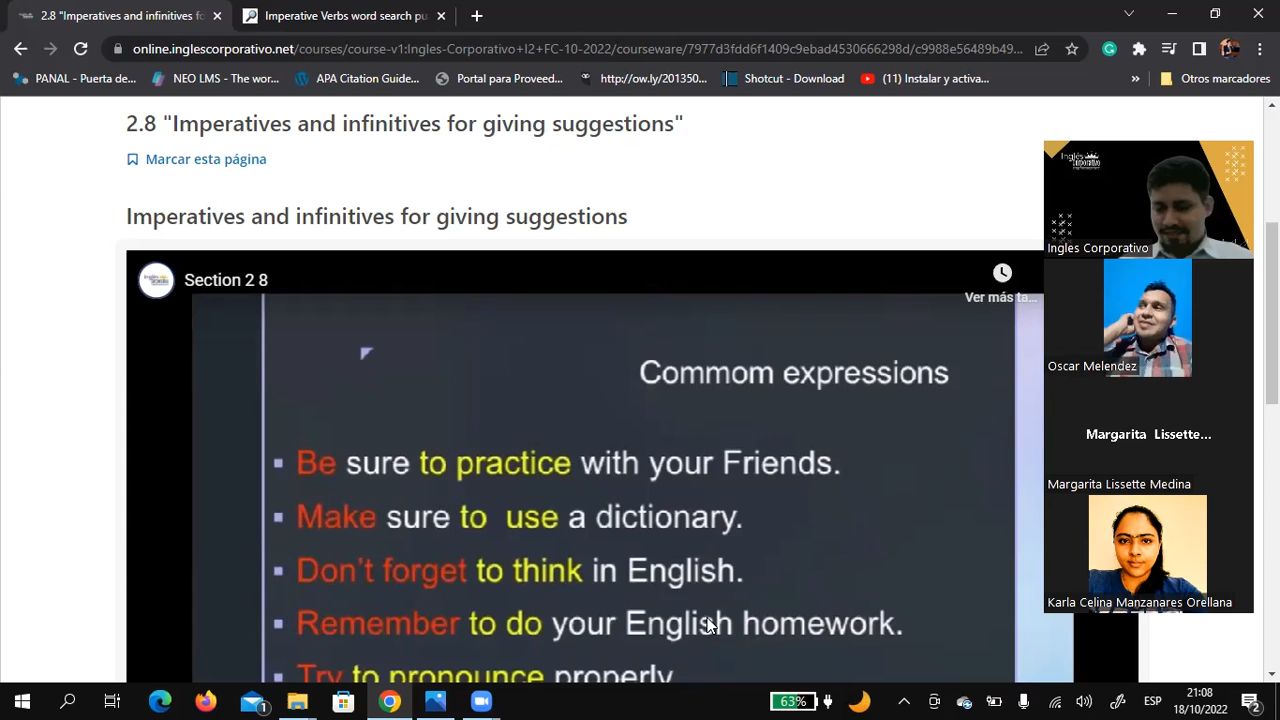 2.8 "Imperatives and infinitives fo
Imperative Verbs word search pu
online.inglescorporativo.net/courses/course-v1:Ingles-Corporativo+I2+FC-10-2022/courseware/7977d3fdd6f1409c9ebad4530666298d/c9988e56489b49...
PANAL - Puerta de...
NEO LMS - The wor...
APA Citation Guide...
Portal para Proveed...
http://ow.ly/201350...
Shotcut - Download
(11) Instalar y activa...
»
Otros marcadores
2.8 "Imperatives and infinitives for giving suggestions"
Marcar esta página
Imperatives and infinitives for giving suggestions
Section 2 8
Ver más ta...
Commom expressions
Be sure to practice with your Friends.
Make sure to use a dictionary.
Don't forget to think in English.
Remember to do your English homework.
Try to pronounce properly
Inglés
Corporativo
Ingles Corporativo
Oscar Melendez
Margarita Lissette...
Margarita Lissette Medina
Karla Celina Manzanares Orellana
1
63%
ESP
21:08
18/10/2022
2